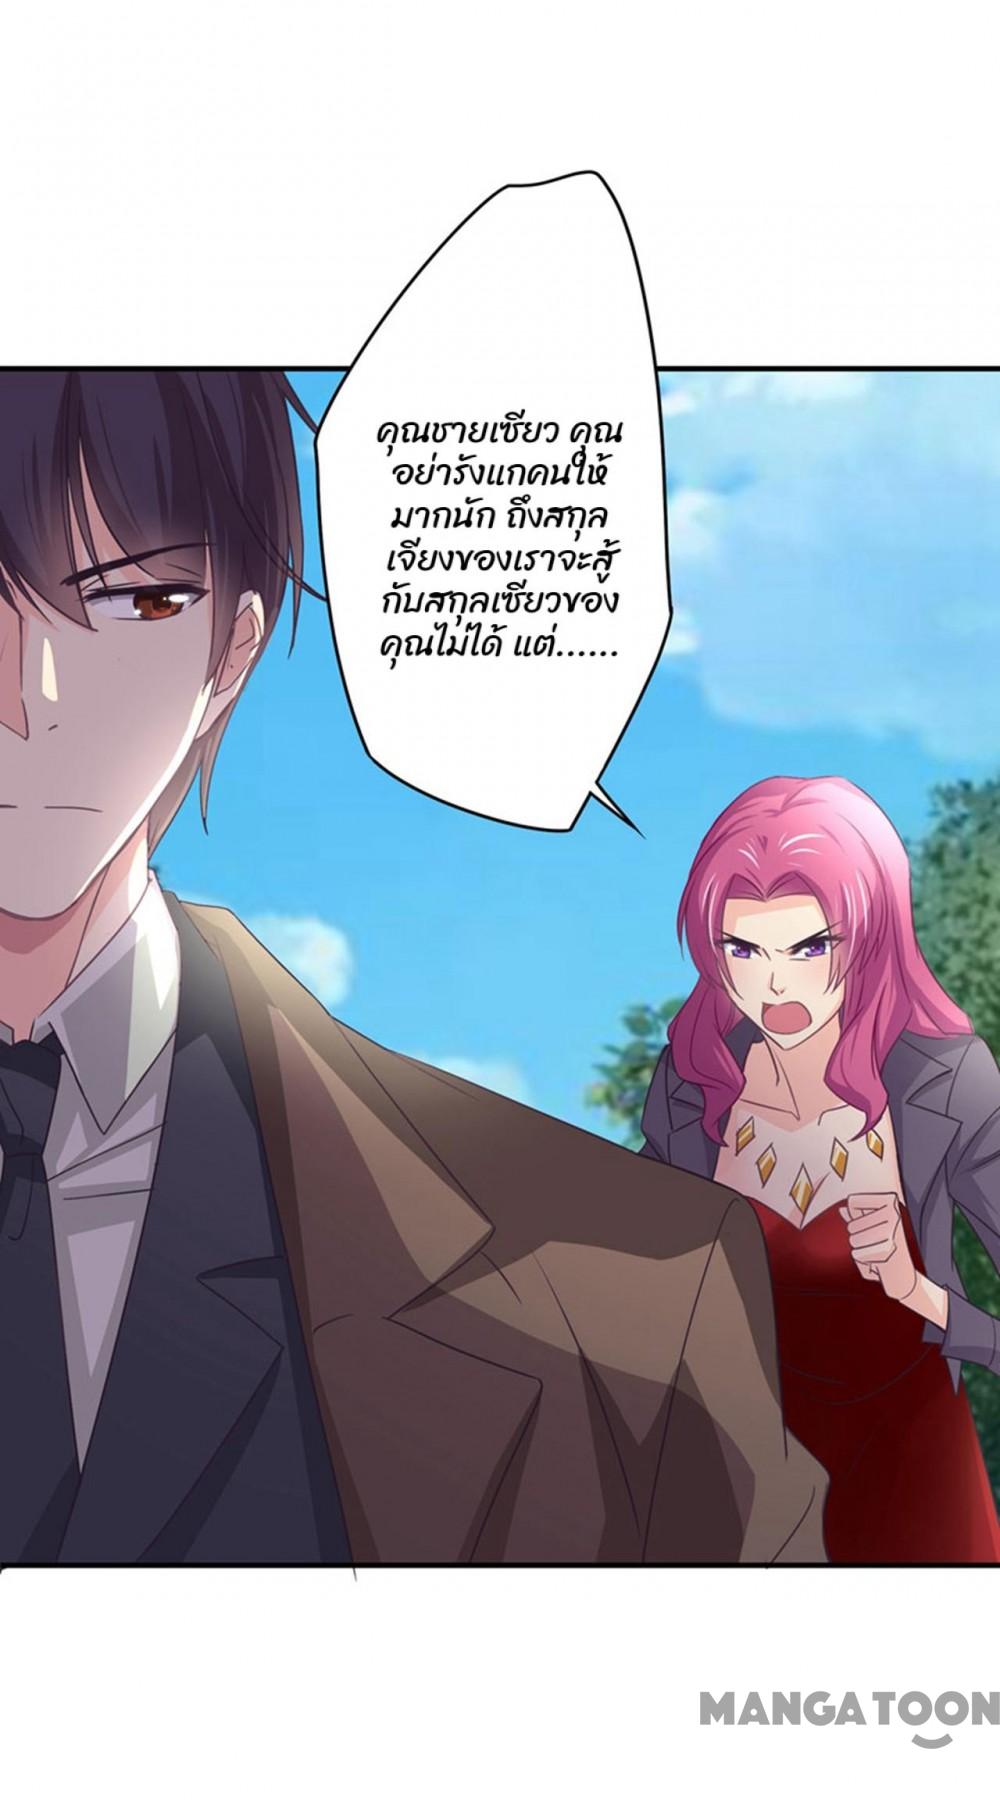 คุณชายเซียว คุณ
อย่ารังแกคนให้
มากนัก ถึงสกุล
เจียงของเราจะสู้
กับสกุลเซียวของ
คุณไม่ได้ แต่......
MANGATOON